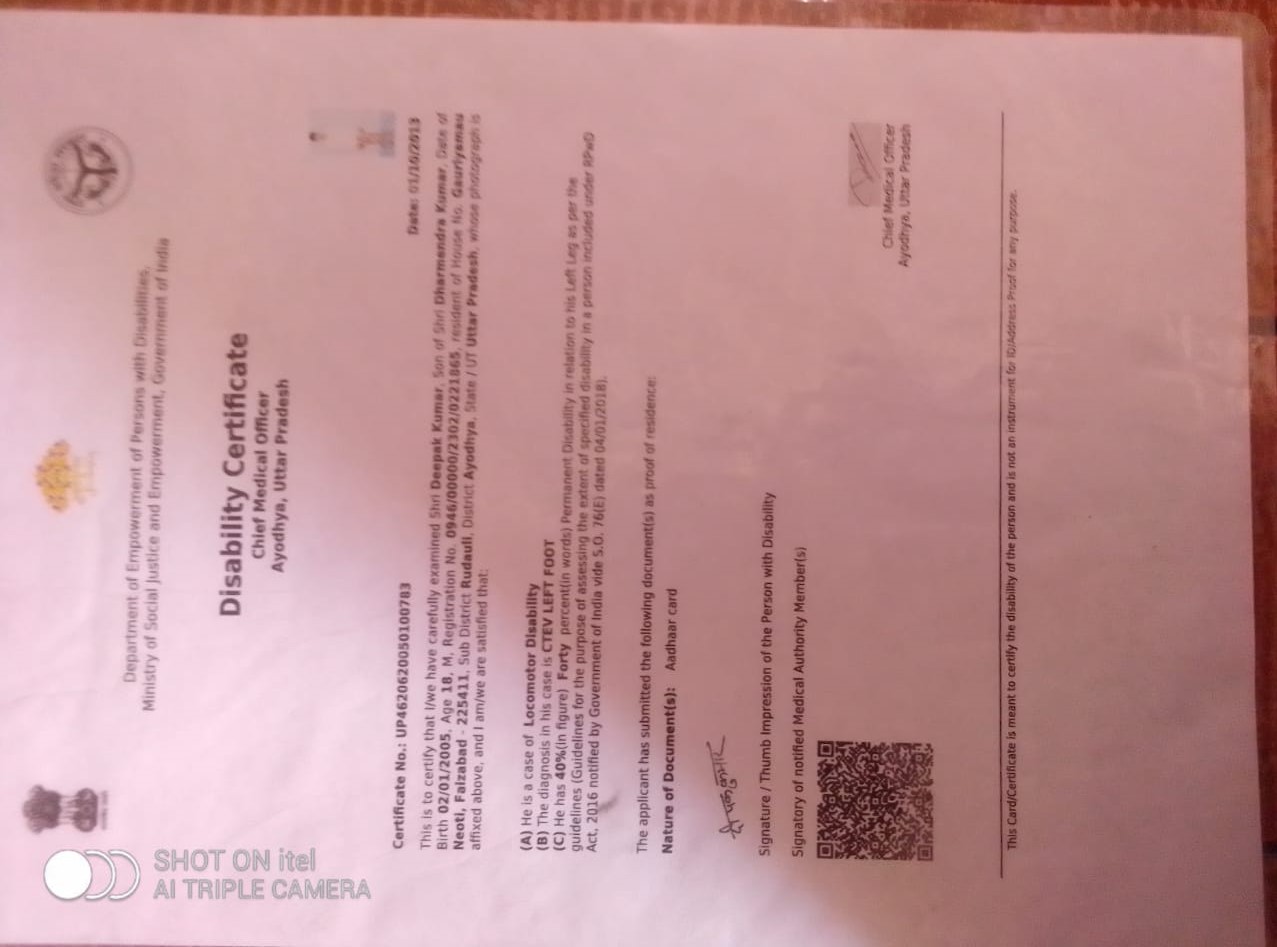 Department of Empowerment of Persons with Disabilities,
Ministry of Social Justice and Empowerment, Government of India
Disability Certificate
Chief Medical Officer
Ayodhya, Uttar Pradesh
Certificate No.: UP4620620050100783
Date: 01/10/2013
This is to certify that I/we have carefully examined Shri Deepak Kumar, Son of Shri Dharmendra Kumar, Date of
Birth 02/01/2005, Age 18, M, Registration No. 0946/00000/2302/0221865, resident of House No. Gauriyamau
Neoti, Faizabad - 225411, Sub District Rudauli, District Ayodhya, State / UT Uttar Pradesh, whose photograph is
affixed above, and I am/we are satisfied that:
(A) He is a case of Locomotor Disability
(B) The diagnosis in his case is CTEV LEFT FOOT
(C) He has 40%(in figure) Forty percent(in words) Permanent Disability in relation to his Left Leg as per the
guidelines (Guidelines for the purpose of assessing the extent of specified disability in a person included under RPwD
Act, 2016 notified by Government of India vide S.O. 76(E) dated 04/01/2018).
The applicant has submitted the following document(s) as proof of residence:
Nature of Document(s): Aadhaar card
दीपक कुमार
Signature / Thumb Impression of the Person with Disability
Signatory of notified Medical Authority Member(s)
Chief Medical Officer
Ayodhya, Uttar Pradesh
This Card/Certificate is meant to certify the disability of the person and is not an instrument for ID/Address Proof for any purpose.
SHOT ON itel
AI TRIPLE CAMERA